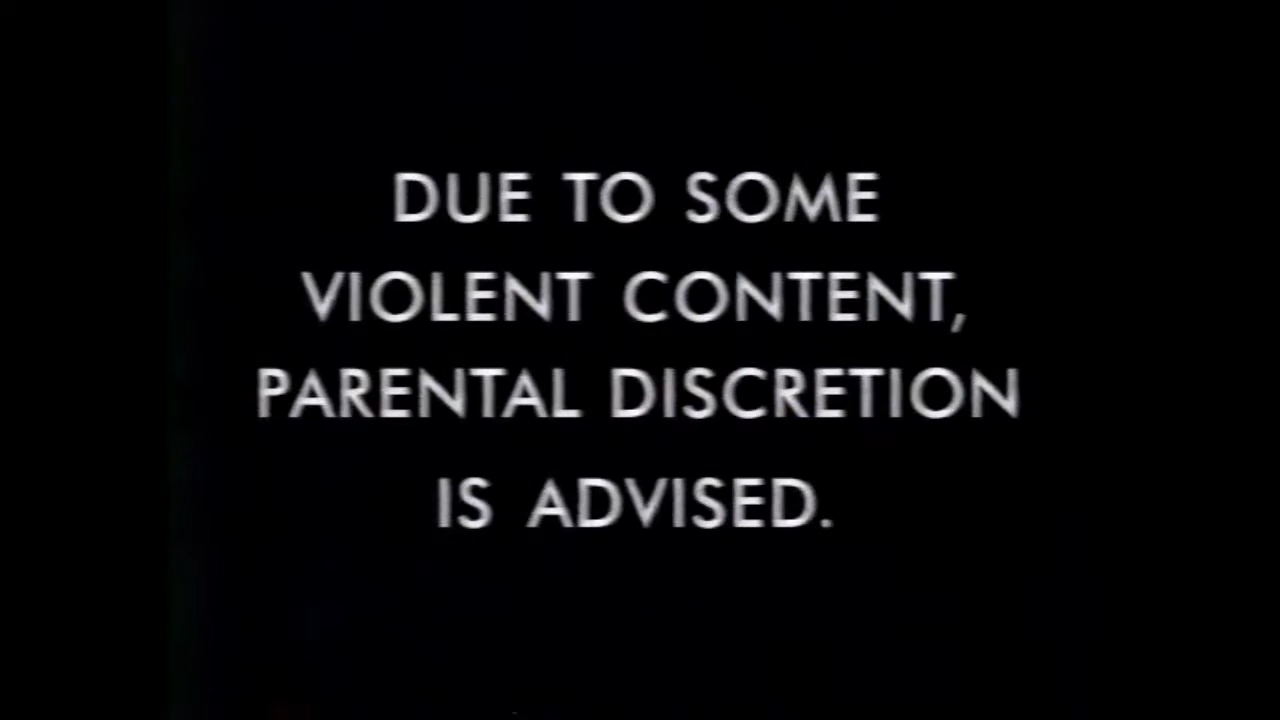 DUE TO SOME
VIOLENT CONTENT,
PARENTAL DISCRETION
IS ADVISED.